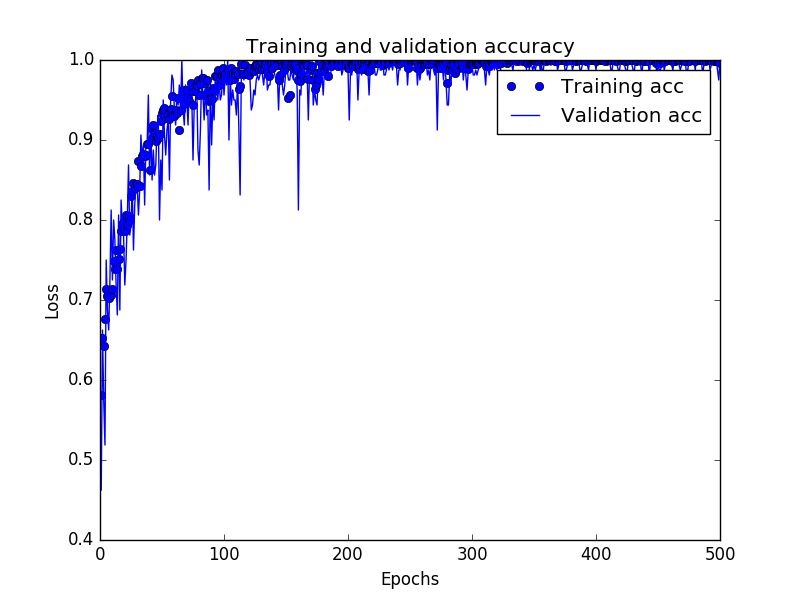 Training and validation accuracy
1.0
Training acc
Validation acc
0.9
0.8
0.7
Loss
0.6
0.5
0.4
0 100 200 300 400 500
Epochs